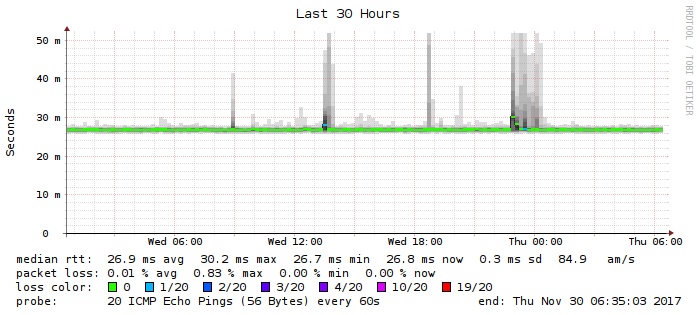 Last 30 Hours
RRDTOOL / TOBI OETIKER
Seconds
50 m
40 m
30 m
20 m
10 m
0
Wed 06:00 Wed 12:00 Wed 18:00 Thu 00:00 Thu 06:00
median rtt: 26.9 ms avg 30.2 ms max 26.7 ms min 26.8 ms now 0.3 ms sd 84.9 am/s
packet loss: 0.01 % avg 0.83 % max 0.00 % min 0.00 % now
loss color: 0 1/20 2/20 3/20 4/20 10/20 19/20
probe: 20 ICMP Echo Pings (56 Bytes) every 60s end: Thu Nov 30 06:35:03 2017